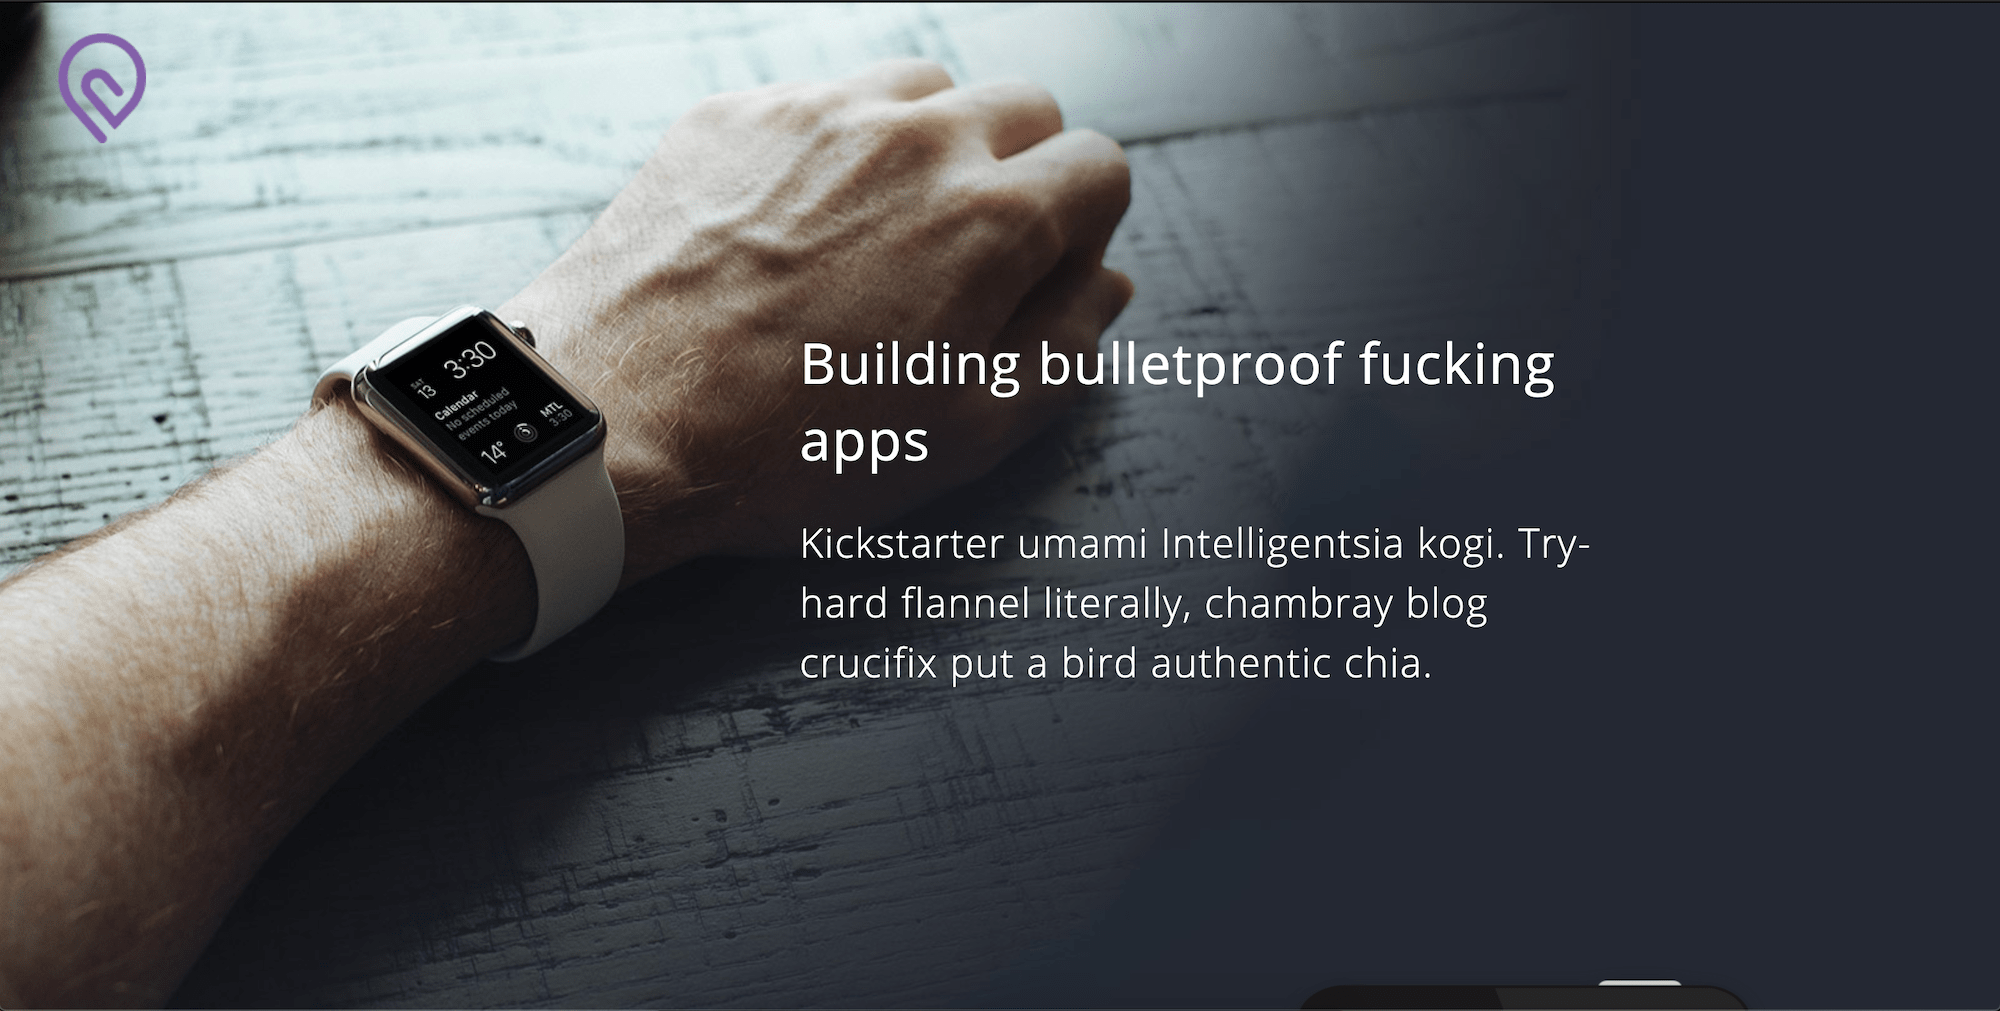 3:30
SAT
13
Calendar
No scheduled
events today
MTL
3:30
14°
Building bulletproof fucking
apps
Kickstarter umami Intelligentsia kogi. Try-
hard flannel literally, chambray blog
crucifix put a bird authentic chia.